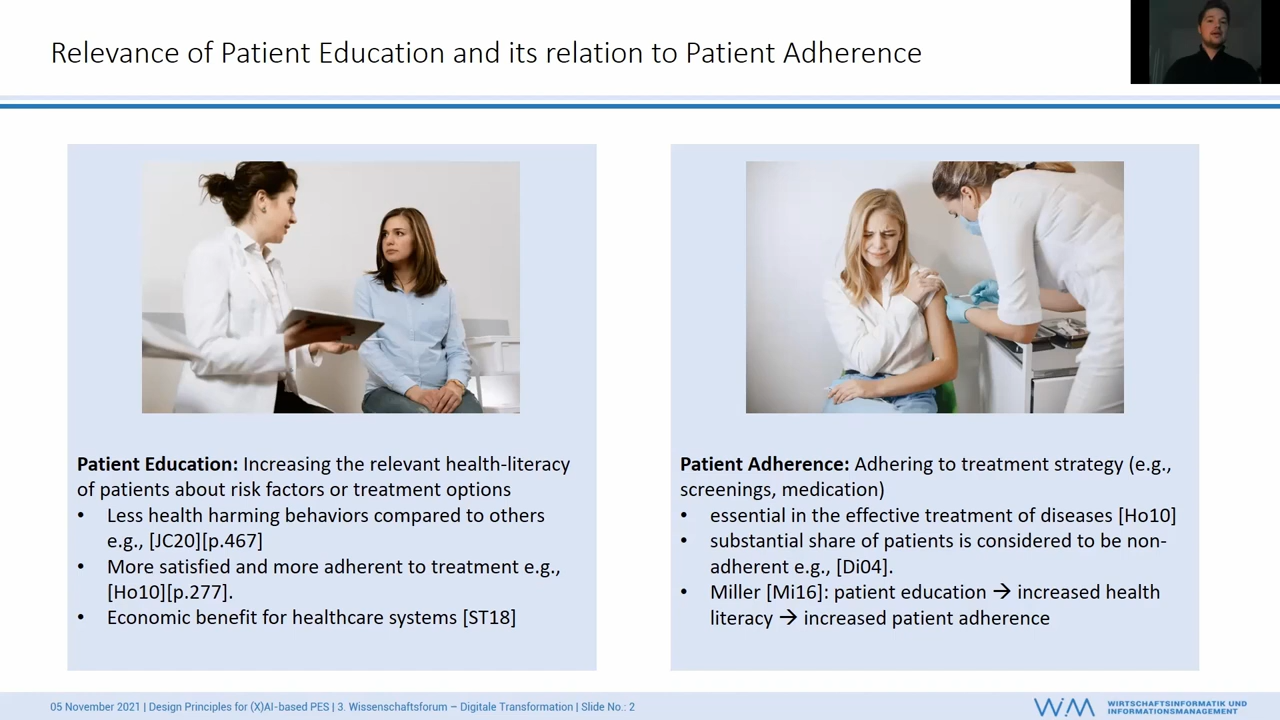 Relevance of Patient Education and its relation to Patient Adherence
Patient Education: Increasing the relevant health-literacy
of patients about risk factors or treatment options
• Less health harming behaviors compared to others
e.g., [JC20][p.467]
• More satisfied and more adherent to treatment e.g.,
[Ho10][p.277].
• Economic benefit for healthcare systems [ST18]
Patient Adherence: Adhering to treatment strategy (e.g.,
screenings, medication)
• essential in the effective treatment of diseases [Ho10]
• substantial share of patients is considered to be non-
adherent e.g., [Di04].
• Miller [Mi16]: patient education → increased health
literacy → increased patient adherence
05 November 2021 | Design Principles for (X)AI-based PES | 3. Wissenschaftsforum – Digitale Transformation | Slide No.: 2
WIM
WIRTSCHAFTSINFORMATIK UND
INFORMATIONSMANAGEMENT